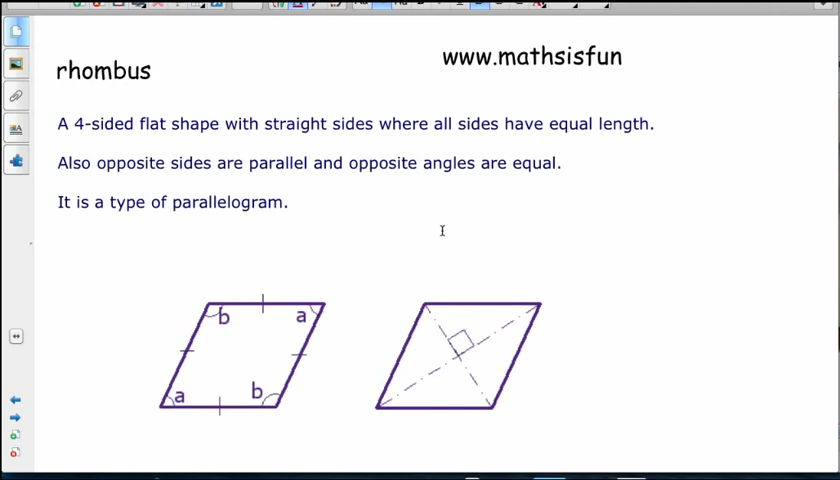 rhombus
www.mathsisfun
A 4-sided flat shape with straight sides where all sides have equal length.
Also opposite sides are parallel and opposite angles are equal.
It is a type of parallelogram.
b a
a b